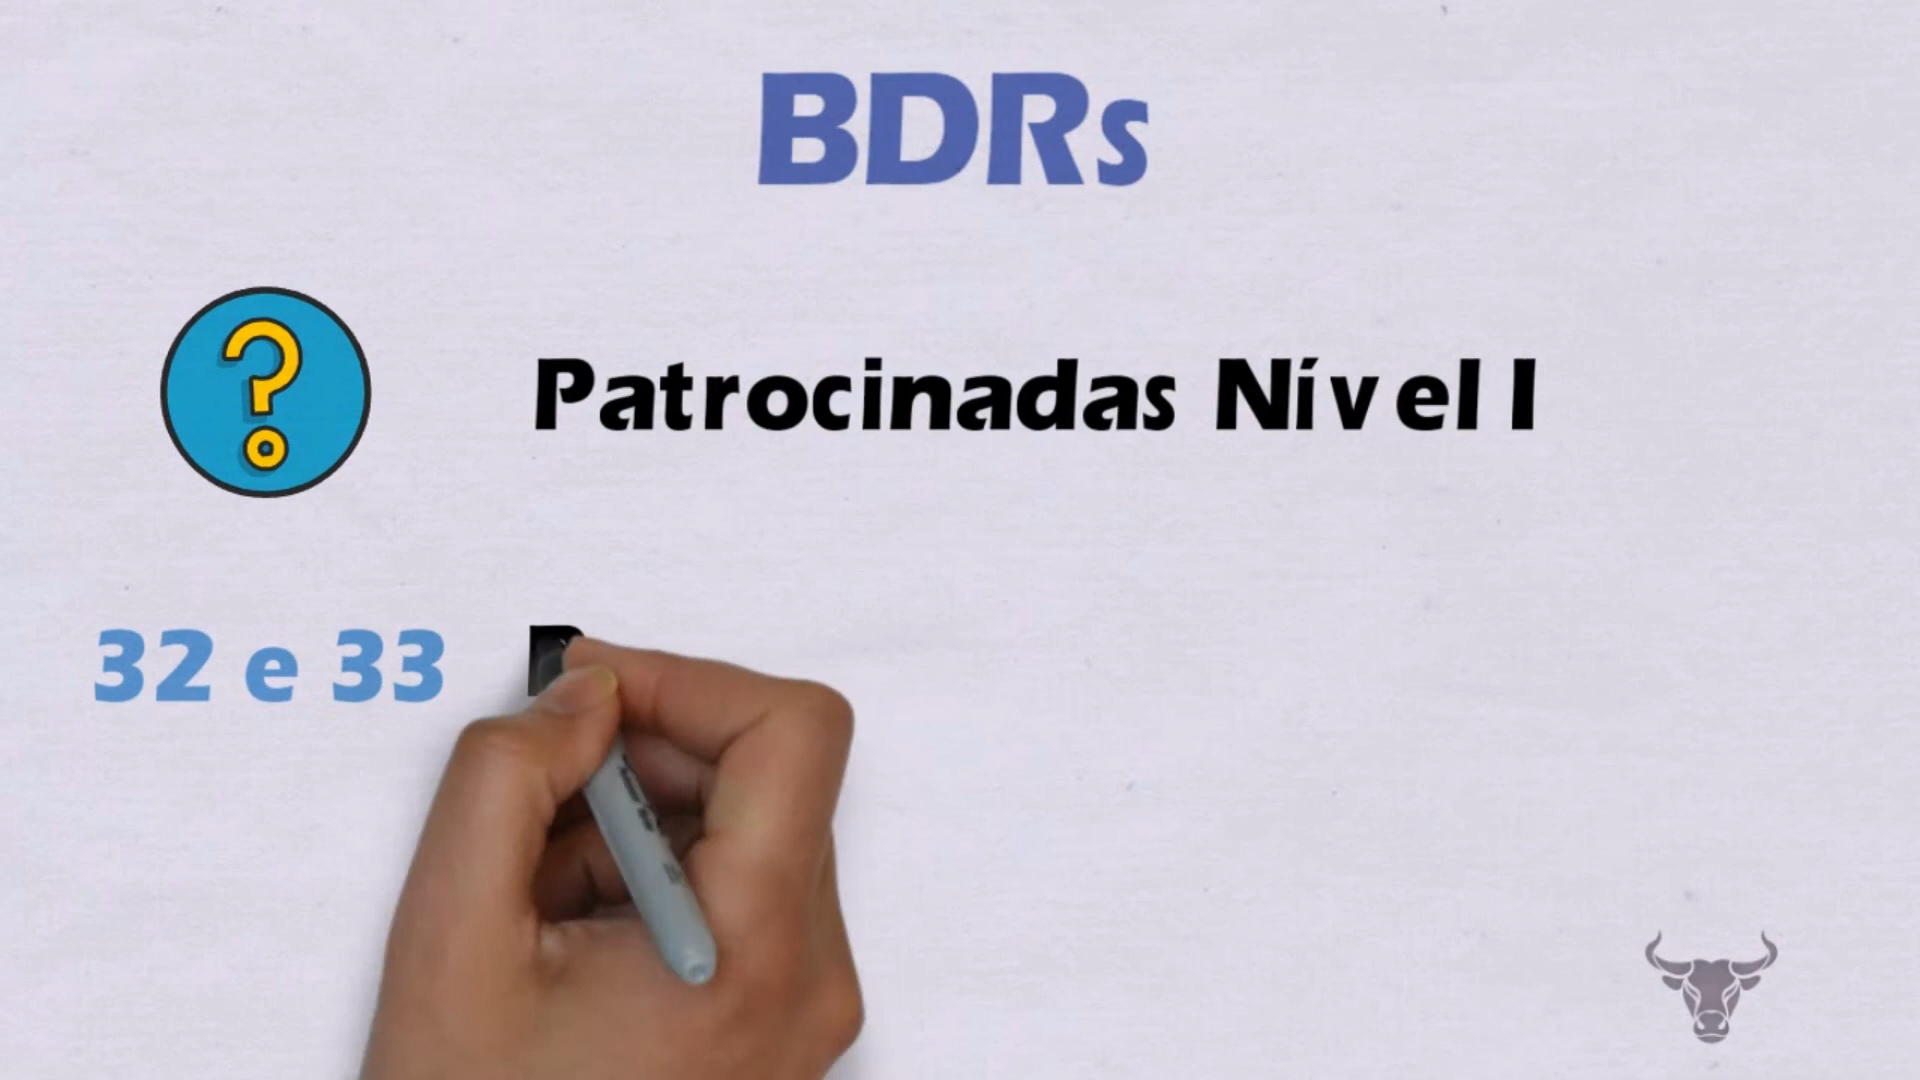 BDRs
Patrocinadas Nível I
32 e 33